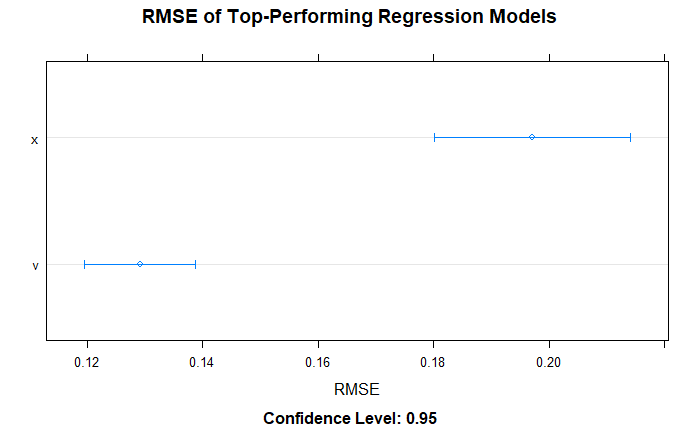 RMSE of Top-Performing Regression Models
x
v
0.12 0.14 0.16 0.18 0.20
RMSE
Confidence Level: 0.95